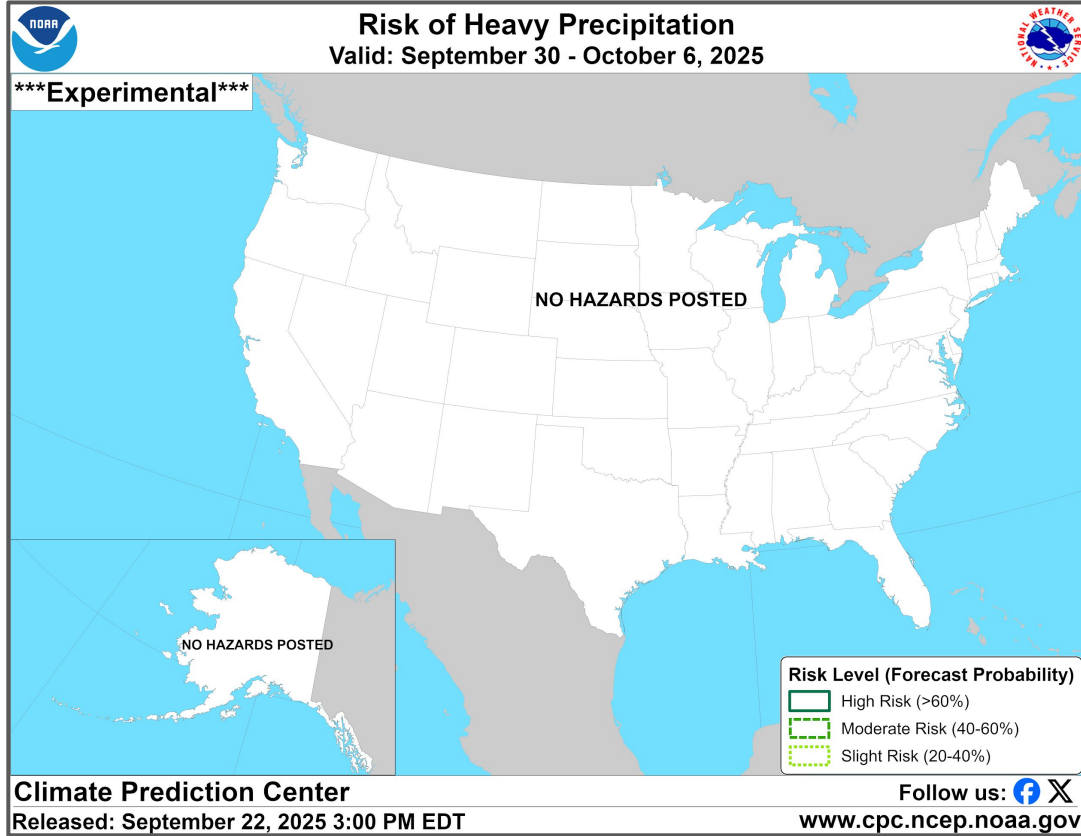 NOAA
Risk of Heavy Precipitation
Valid: September 30 - October 6, 2025
NATIONAL WEATHER SERVICE
***Experimental***
NO HAZARDS POSTED
NO HAZARDS POSTED
Risk Level (Forecast Probability)
High Risk (>60%)
Moderate Risk (40-60%)
Slight Risk (20-40%)
Climate Prediction Center
Follow us:
Released: September 22, 2025 3:00 PM EDT
www.cpc.ncep.noaa.gov